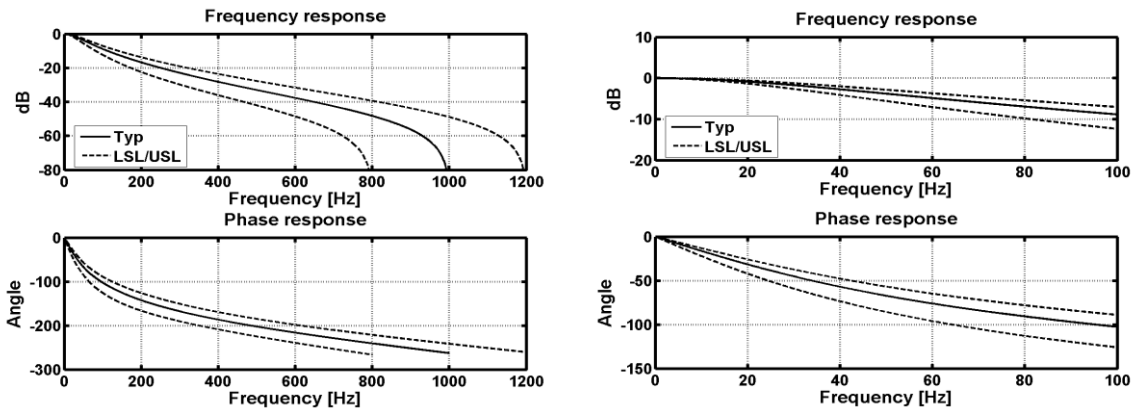 Frequency response
0
-20
-40
-60
-80
dB
Typ
LSL/USL
0 200 400 600 800 1000 1200
Frequency [Hz]
Phase response
0
-100
-200
-300
Angle
0 200 400 600 800 1000 1200
Frequency [Hz]
Frequency response
10
0
-10
-20
dB
Typ
LSL/USL
0 20 40 60 80 100
Frequency [Hz]
Phase response
0
-50
-100
-150
Angle
0 20 40 60 80 100
Frequency [Hz]